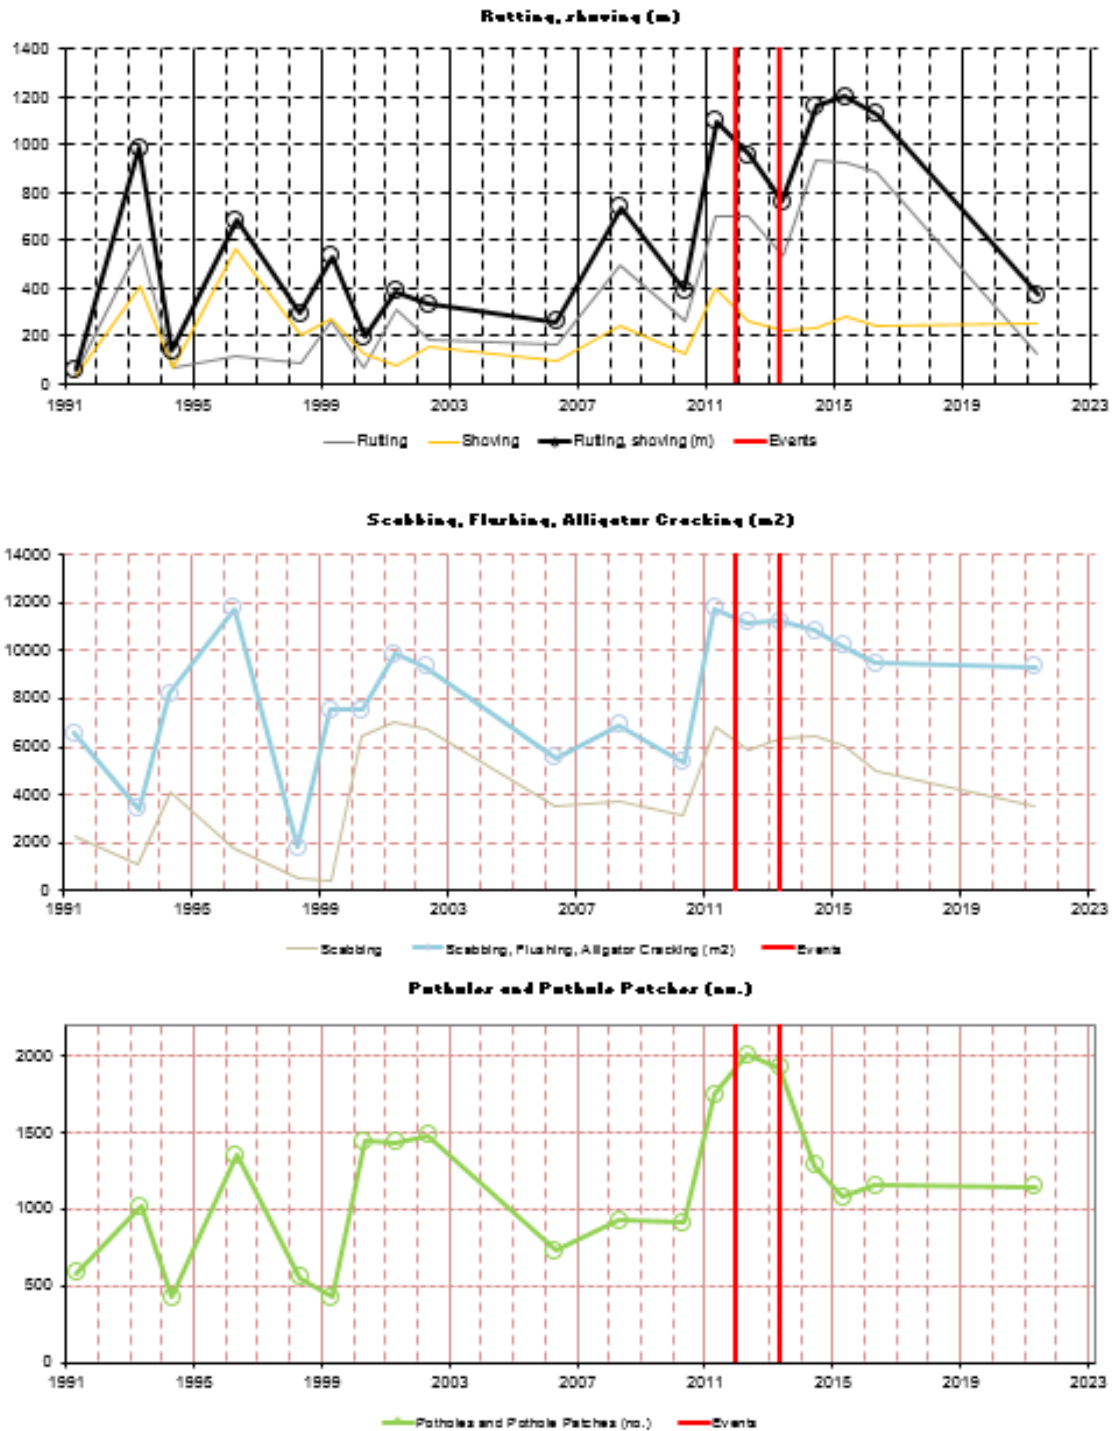 Rutting, shoving (m)
1400
1200
1000
800
600
400
200
0
1991 1995 1999 2003 2007 2011 2015 2019 2023
Rutting Shoving Rutting, shoving (m) Events
Scabbing, Flushing, Alligator Cracking (m2)
14000
12000
10000
8000
6000
4000
2000
0
1991 1995 1999 2003 2007 2011 2015 2019 2023
Scabbing Scabbing, Flushing, Alligator Cracking (m2) Events
Potholes and Pothole Patches (no.)
2000
1500
1000
500
0
1991 1995 1999 2003 2007 2011 2015 2019 2023
Potholes and Pothole Patches (no.) Events